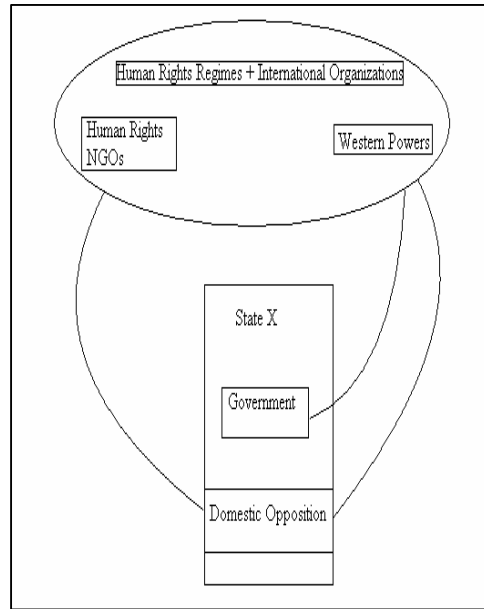 Human Rights Regimes + International Organizations
Human Rights
NGOs
Western Powers
State X
Government
Domestic Opposition